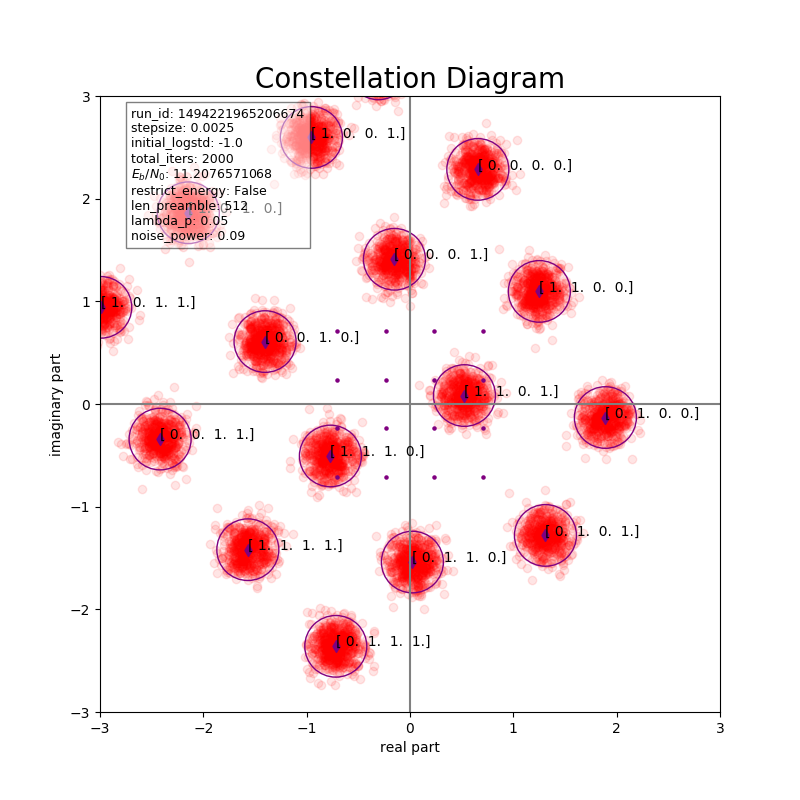 Constellation Diagram
run_id: 1494221965206674
stepsize: 0.0025
initial_logstd: -1.0
total_iters: 2000
E_b/N_0: 11.2076571068
restrict_energy: False
len_preamble: 512
lambda_p: 0.05
noise_power: 0.09
[ 1. 0. 0. 1.]
[ 0. 0. 0. 0.]
1. 0.]
[ 0. 0. 0. 1.]
[ 1. 1. 0. 0.]
[ 1. 0. 1. 1.]
[ 0. 0. 1. 0.]
[ 1. 1. 0. 1.]
[ 0. 1. 0. 0.]
[ 0. 0. 1. 1.]
[ 1. 1. 1. 0.]
[ 1. 1. 1. 1.]
[ 0. 1. 1. 0.]
[ 0. 1. 0. 1.]
[ 0. 1. 1. 1.]
3
2
1
0
−1
−2
−3
imaginary part
−3 −2 −1 0 1 2 3
real part